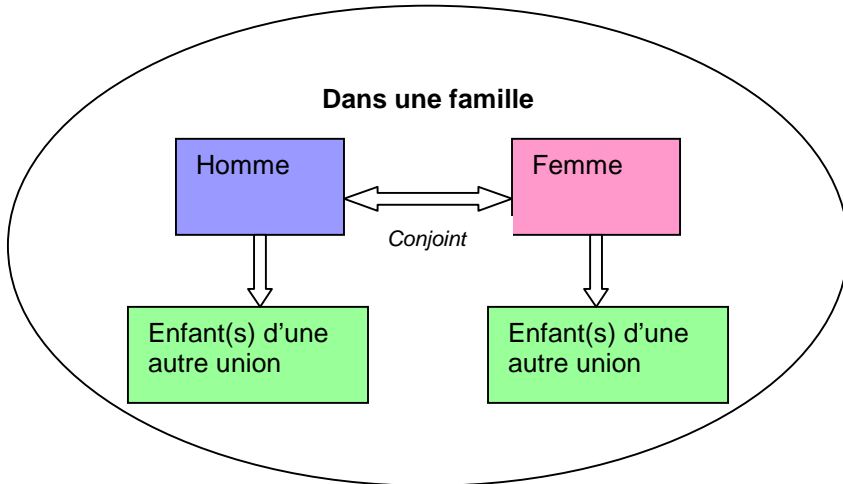 Dans une famille
Homme
Femme
Conjoint
Enfant(s) d'une
autre union
Enfant(s) d'une
autre union